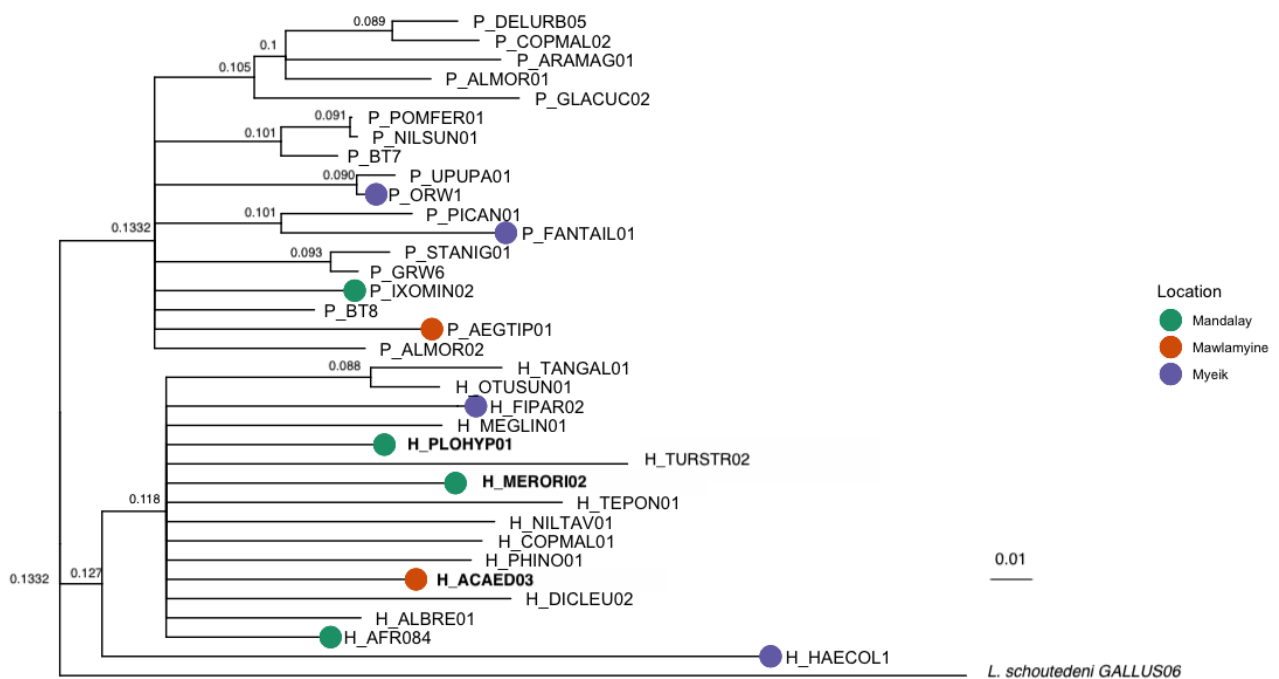 0.089
P_DELURB05
P_COPMAL02
0.1
P_ARAMAG01
0.105
P_ALMOR01
P_GLACUC02
0.091
P_POMFER01
0.101
P_NILSUN01
P_BT7
0.090
P_UPUPA01
P_ORW1
0.101
P_PICAN01
0.1332
P_FANTAIL01
0.093
P_STANIG01
P_GRW6
P_IXOMIN02
P_BT8
P_AEGTIP01
P_ALMOR02
0.088
H_TANGAL01
H_OTUSUN01
H_FIPAR02
H_MEGLIN01
H_PLOHYP01
H_TURSTR02
H_MERORI02
0.118
H_TEPON01
H_NILTAV01
H_COPMAL01
H_PHINO01
0.1332
0.127
H_ACAED03
H_DICLEU02
H_ALBRE01
H_AFR084
H_HAECOL1
L. schoutedeni GALLUS06
Location
Mandalay
Mawlamyine
Myeik
0.01